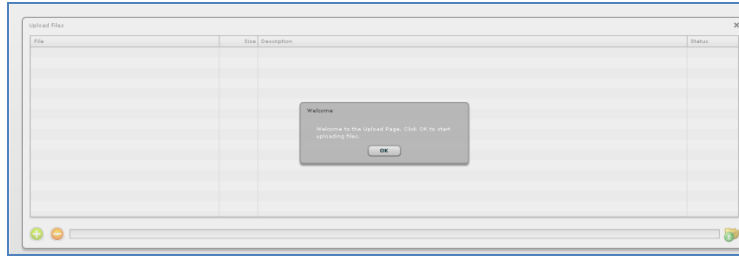 Upload Files
File Size Description Status
Welcome
Welcome to the Upload Page. Click OK to start
uploading files.
OK